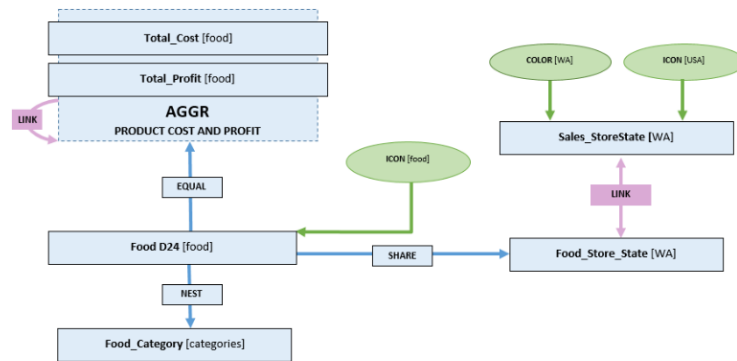 Total_Cost [food]
Total_Profit [food]
LINK
AGGR
PRODUCT COST AND PROFIT
COLOR [WA]
ICON [USA]
Sales_StoreState [WA]
ICON [food]
EQUAL
LINK
Food D24 [food]
SHARE
Food_Store_State [WA]
NEST
Food_Category [categories]